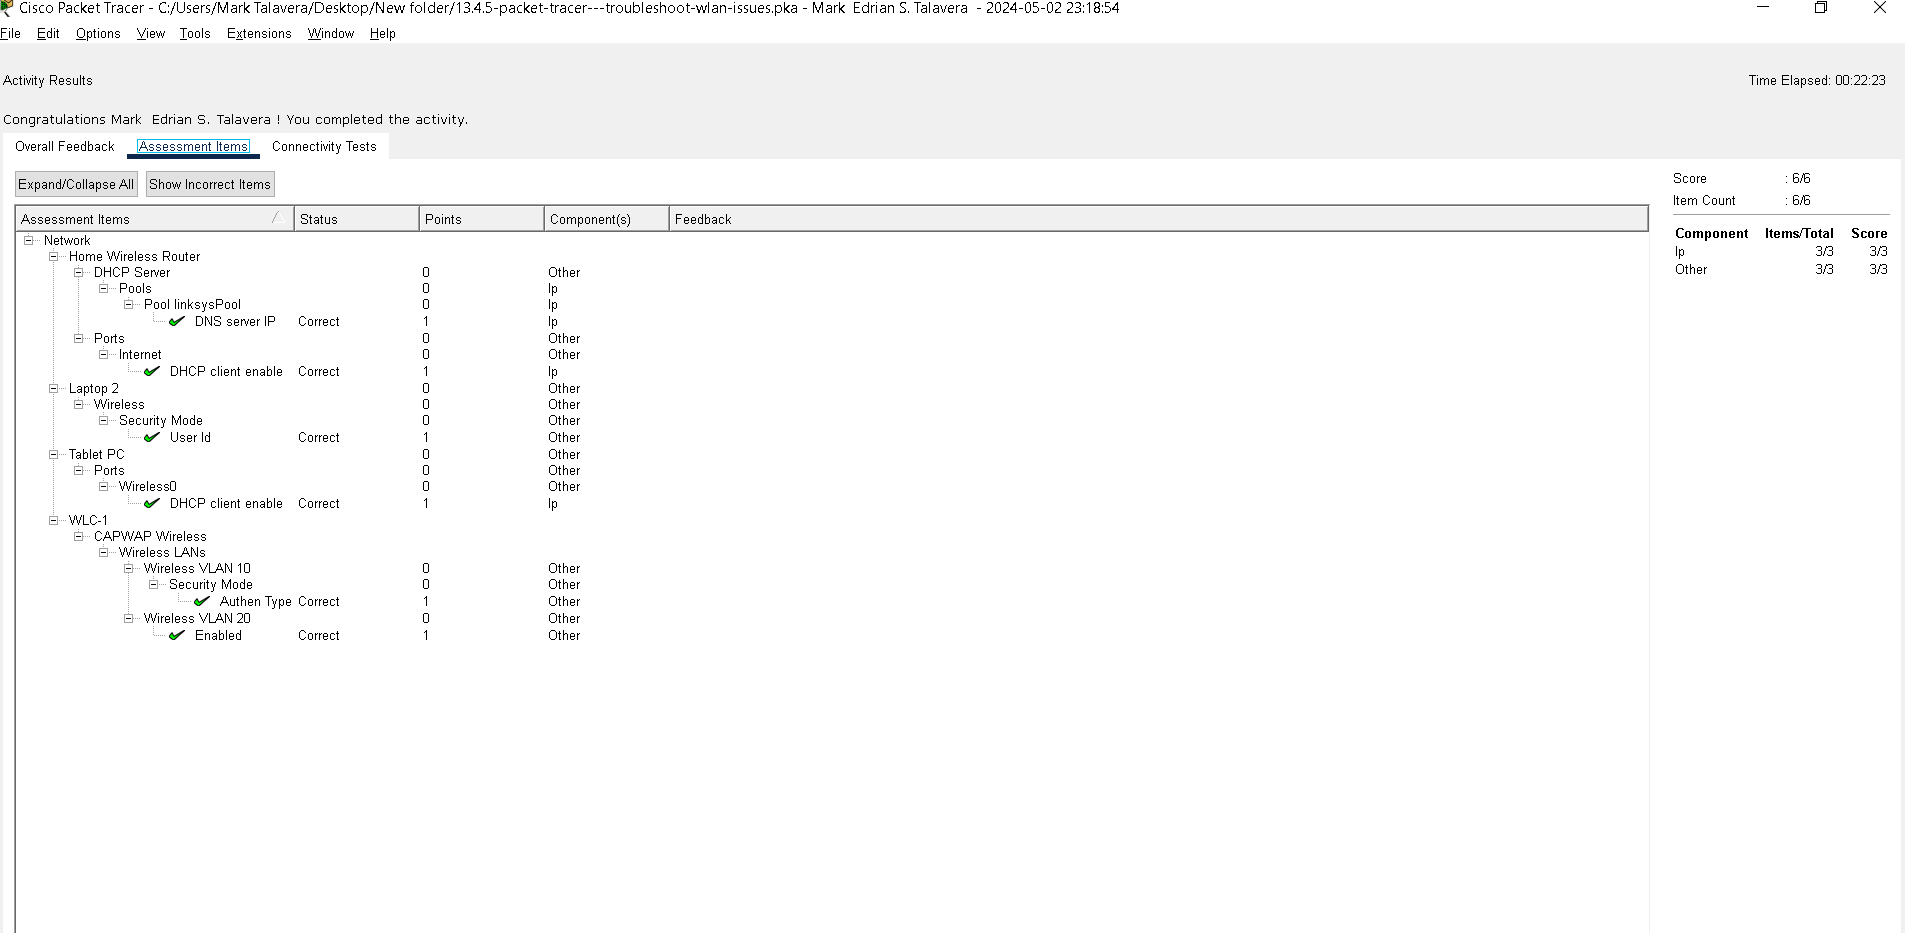 Cisco Packet Tracer - C:/Users/Mark Talavera/Desktop/New folder/13.4.5-packet-tracer---troubleshoot-wlan-issues.pka - Mark  Edrian S. Talavera  - 2024-05-02 23:18:54
File Edit Options View Tools Extensions Window Help
Activity Results Time Elapsed: 00:22:23
Congratulations Mark  Edrian S. Talavera ! You completed the activity.
Overall Feedback Assessment Items Connectivity Tests
Expand/Collapse All Show Incorrect Items
Assessment Items Status Points Component(s) Feedback
Network
Home Wireless Router
DHCP Server 0 Other
Pools 0 Ip
Pool linksysPool 0 Ip
DNS server IP Correct 1 Ip
Ports 0 Other
Internet 0 Other
DHCP client enable Correct 1 Ip
Laptop 2 0 Other
Wireless 0 Other
Security Mode 0 Other
User Id Correct 1 Other
Tablet PC 0 Other
Ports 0 Other
Wireless0 0 Other
DHCP client enable Correct 1 Ip
WLC-1
CAPWAP Wireless
Wireless LANs
Wireless VLAN 10 0 Other
Security Mode 0 Other
Authen Type Correct 1 Other
Wireless VLAN 20 0 Other
Enabled Correct 1 Other
Score : 6/6
Item Count : 6/6
Component Items/Total Score
Ip 3/3 3/3
Other 3/3 3/3